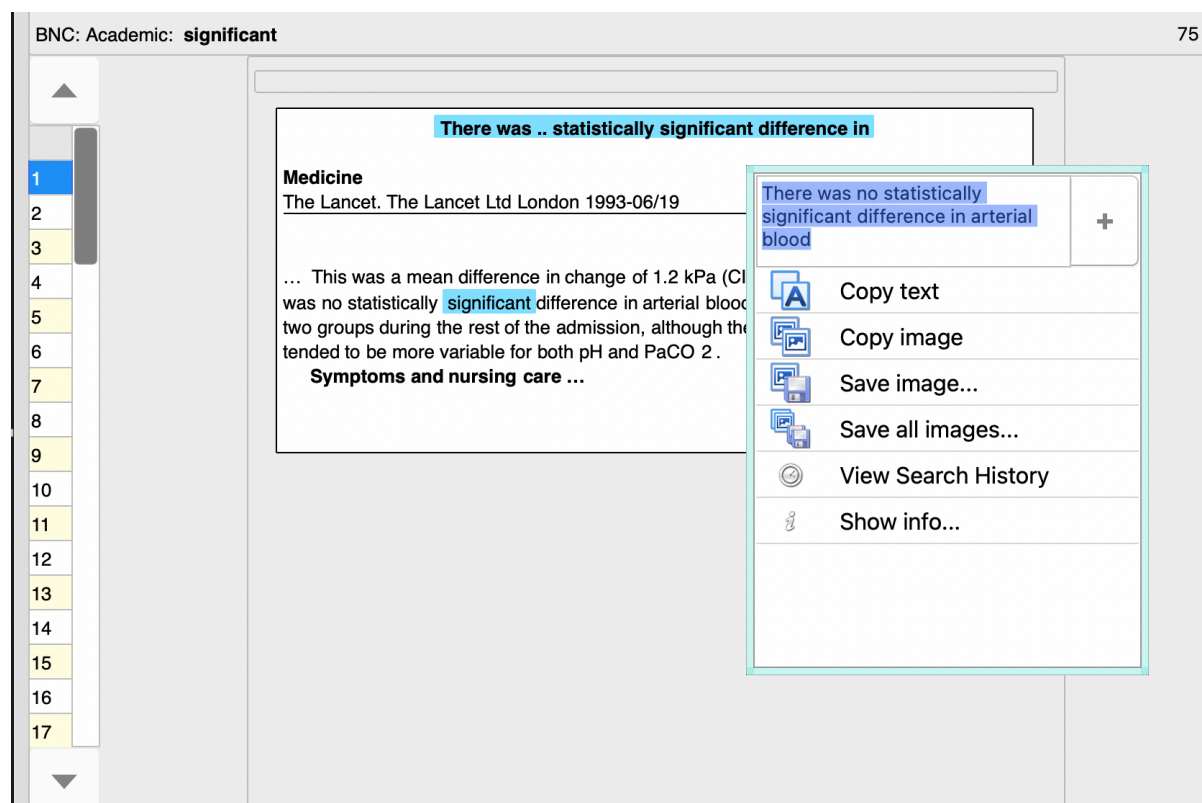 BNC: Academic: significant 75
There was .. statistically significant difference in
Medicine
The Lancet. The Lancet Ltd London 1993-06/19
… This was a mean difference in change of 1.2 kPa (CI
was no statistically significant difference in arterial blood
two groups during the rest of the admission, although the
tended to be more variable for both pH and PaCO 2 .
Symptoms and nursing care …
There was no statistically
significant difference in arterial
blood
+
Copy text
Copy image
Save image...
Save all images...
View Search History
Show info...
1
2
3
4
5
6
7
8
9
10
11
12
13
14
15
16
17